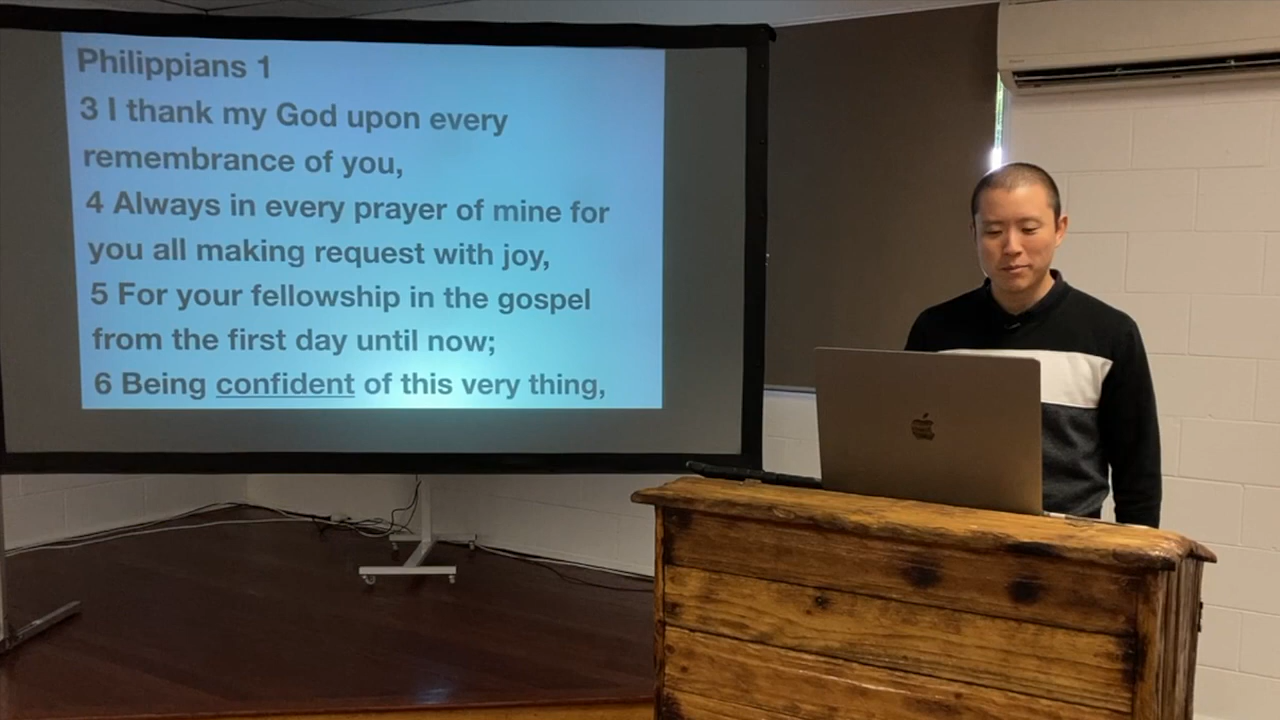 Philippians 1
3 I thank my God upon every
remembrance of you,
4 Always in every prayer of mine for
you all making request with joy,
5 For your fellowship in the gospel
from the first day until now;
6 Being confident of this very thing,